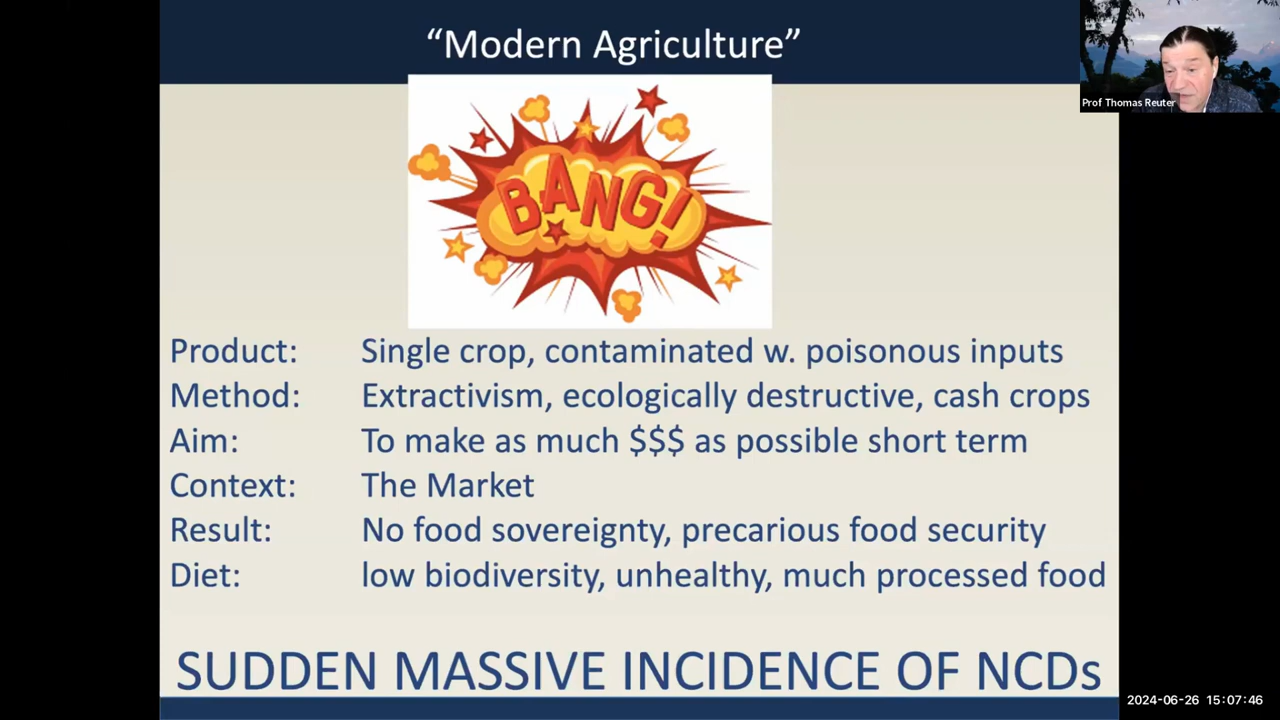 “Modern Agriculture”
Prof Thomas Reuter
BANG!
Product: Single crop, contaminated w. poisonous inputs
Method: Extractivism, ecologically destructive, cash crops
Aim: To make as much $$$ as possible short term
Context: The Market
Result: No food sovereignty, precarious food security
Diet: low biodiversity, unhealthy, much processed food
SUDDEN MASSIVE INCIDENCE OF NCDs
2024-06-26 15:07:46